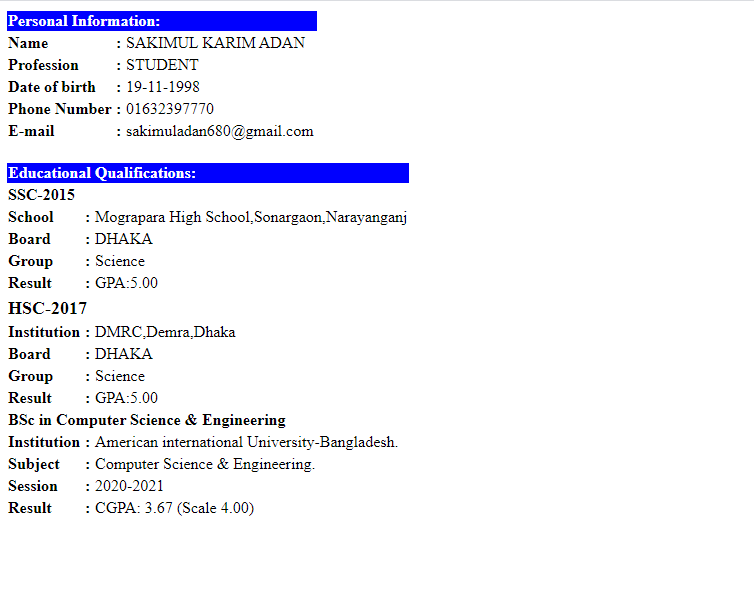 Personal Information:
Name : SAKIMUL KARIM ADAN
Profession : STUDENT
Date of birth : 19-11-1998
Phone Number : 01632397770
E-mail : sakimuladan680@gmail.com
Educational Qualifications:
SSC-2015
School : Mograpara High School,Sonargaon,Narayanganj
Board : DHAKA
Group : Science
Result : GPA:5.00
HSC-2017
Institution : DMRC,Demra,Dhaka
Board : DHAKA
Group : Science
Result : GPA:5.00
BSc in Computer Science & Engineering
Institution : American international University-Bangladesh.
Subject : Computer Science & Engineering.
Session : 2020-2021
Result : CGPA: 3.67 (Scale 4.00)